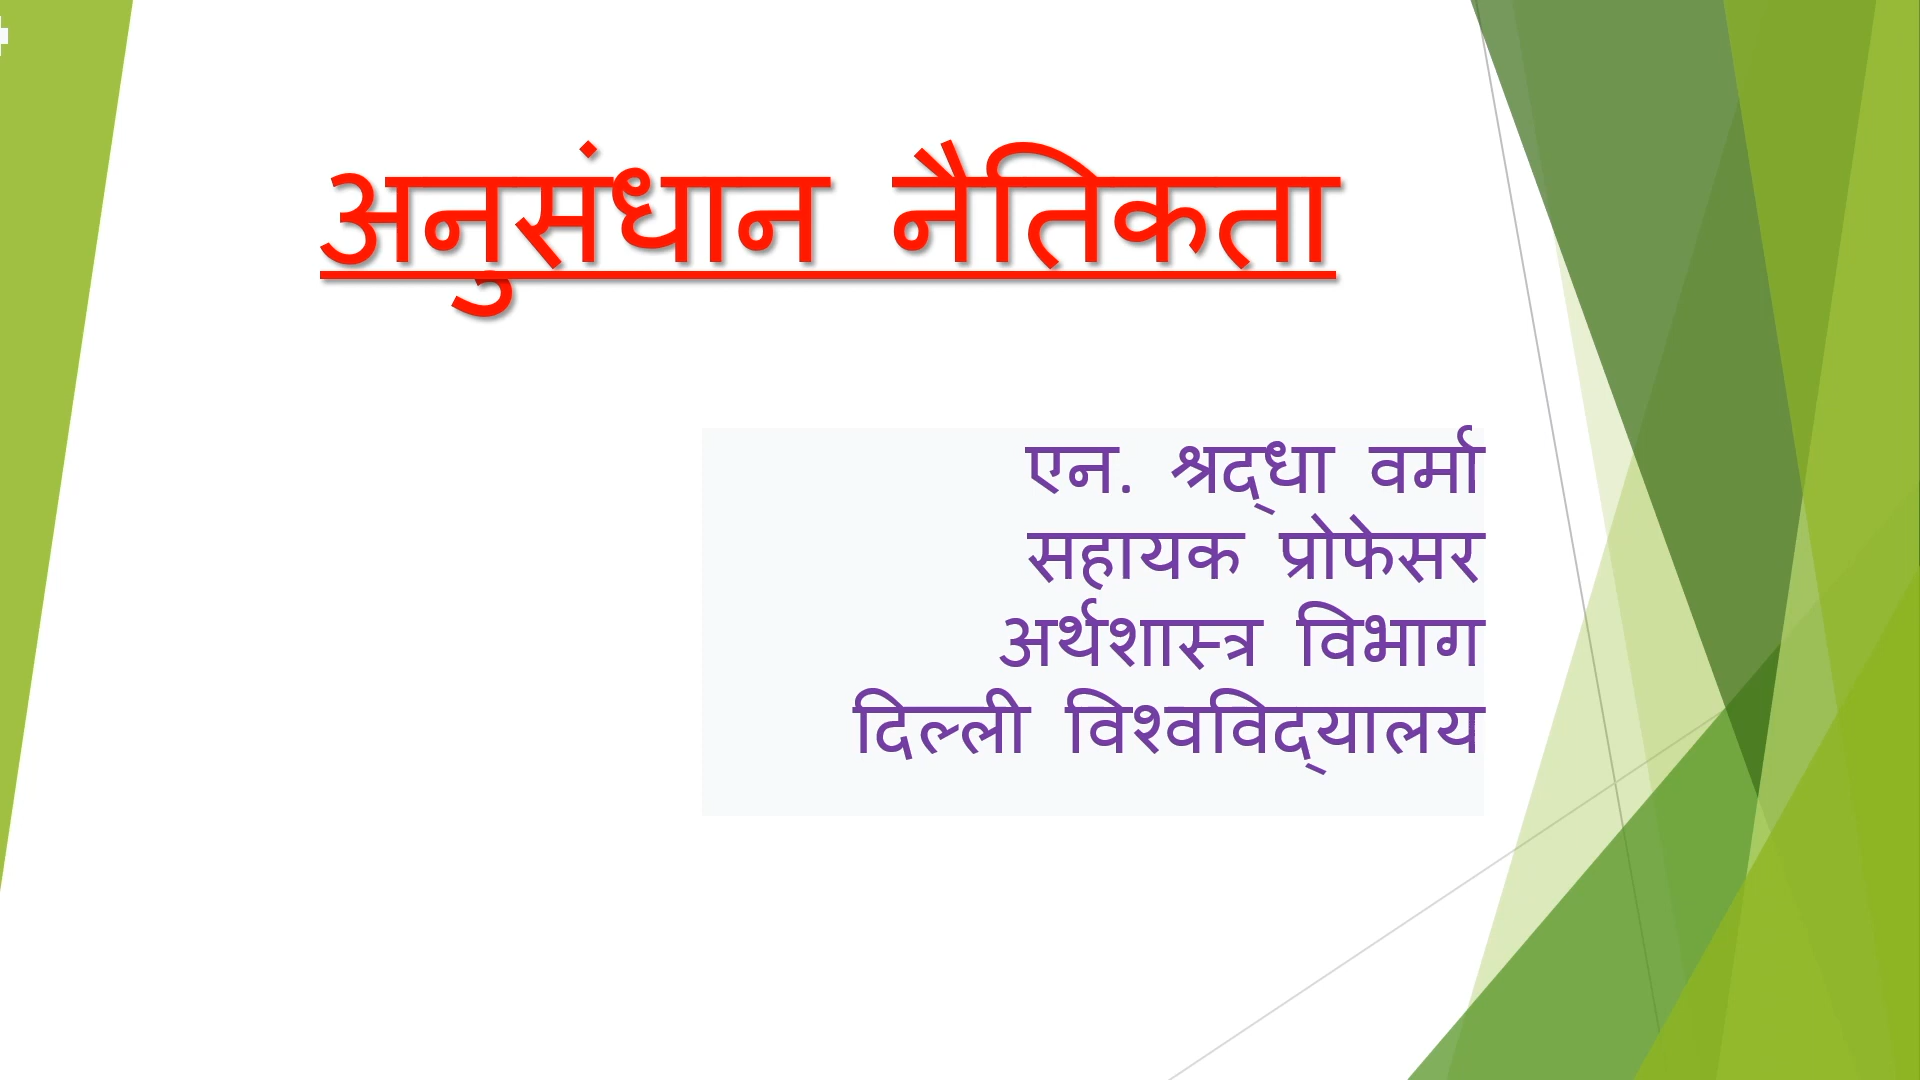 अनुसंधान नैतिकता
एन. श्रद्धा वर्मा
सहायक प्रोफेसर
अर्थशास्त्र विभाग
दिल्ली विश्वविद्यालय